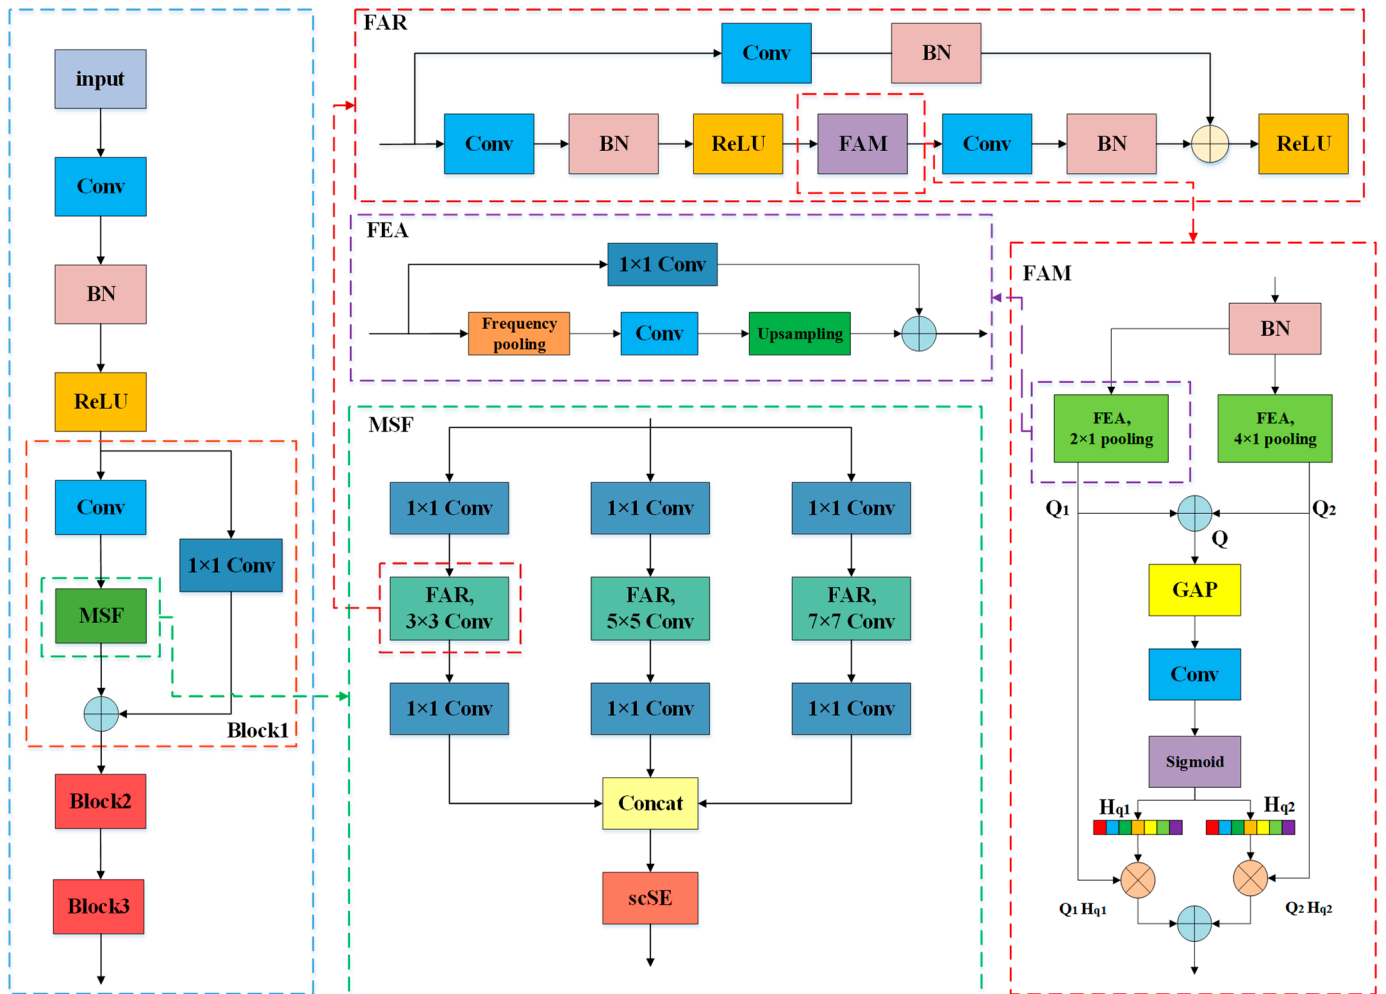 input
Conv
BN
ReLU
Conv
1×1 Conv
MSF
Block1
Block2
Block3
FAR
Conv
BN
Conv
BN
ReLU
FAM
Conv
BN
ReLU
FEA
1×1 Conv
Frequency
pooling
Conv
Upsampling
MSF
1×1 Conv
1×1 Conv
1×1 Conv
FAR,
3×3 Conv
FAR,
5×5 Conv
FAR,
7×7 Conv
1×1 Conv
1×1 Conv
1×1 Conv
Concat
scSE
FAM
BN
FEA,
2×1 pooling
FEA,
4×1 pooling
Q1
Q2
Q
GAP
Conv
Sigmoid
Hq1
Hq2
Q1 Hq1
Q2 Hq2